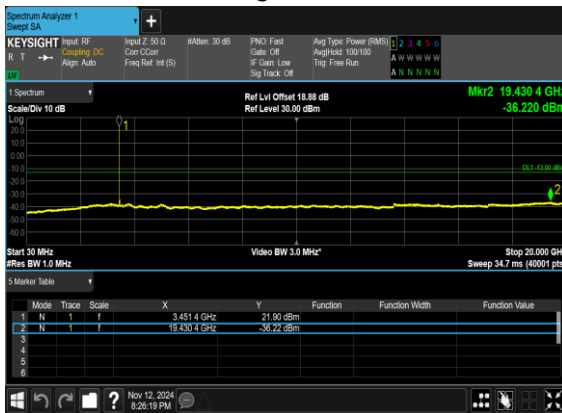 Spectrum Analyzer 1
Swept SA
+
KEYSIGHT Input: RF Input Z: 50 Ω #Atten: 30 dB PNO: Fast Avg Type: Power (RMS) 1 2 3 4 5 6
R T Coupling: DC Corr CCorr Gate: Off Avg|Hold: 100/100 A W W W W W
Align: Auto Freq Ref: Int (S) IF Gain: Low Trig: Free Run
Sig Track: Off A N N N N N
LXI
1 Spectrum Ref Lvl Offset 18.88 dB Mkr2 19.430 4 GHz
Scale/Div 10 dB Ref Level 30.00 dBm -36.220 dBm
Log
20.0
10.0
0.00
-10.0
-20.0
-30.0
-40.0
-50.0
-60.0
1
DL1 -13.00 dBm
2
Start 30 MHz Video BW 3.0 MHz* Stop 20.000 GHz
#Res BW 1.0 MHz Sweep 34.7 ms (40001 pts)
5 Marker Table
Mode Trace Scale X Y Function Function Width Function Value
1 N 1 f 3.451 4 GHz 21.90 dBm
2 N 1 f 19.430 4 GHz -36.22 dBm
3
4
5
6
? Nov 12, 2024
8:26:19 PM